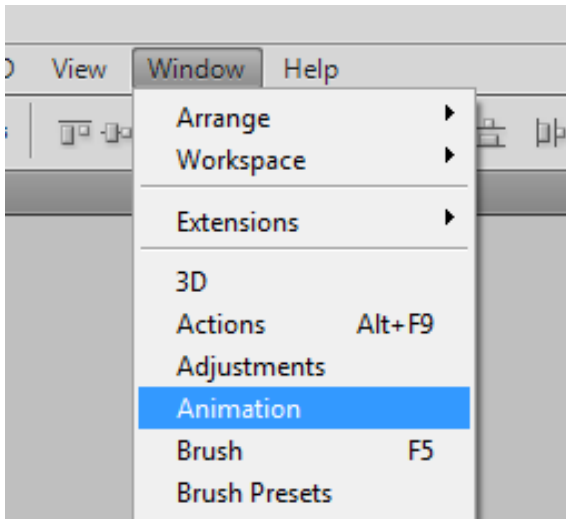 View Window Help
Arrange
Workspace
Extensions
3D
Actions Alt+F9
Adjustments
Animation
Brush F5
Brush Presets